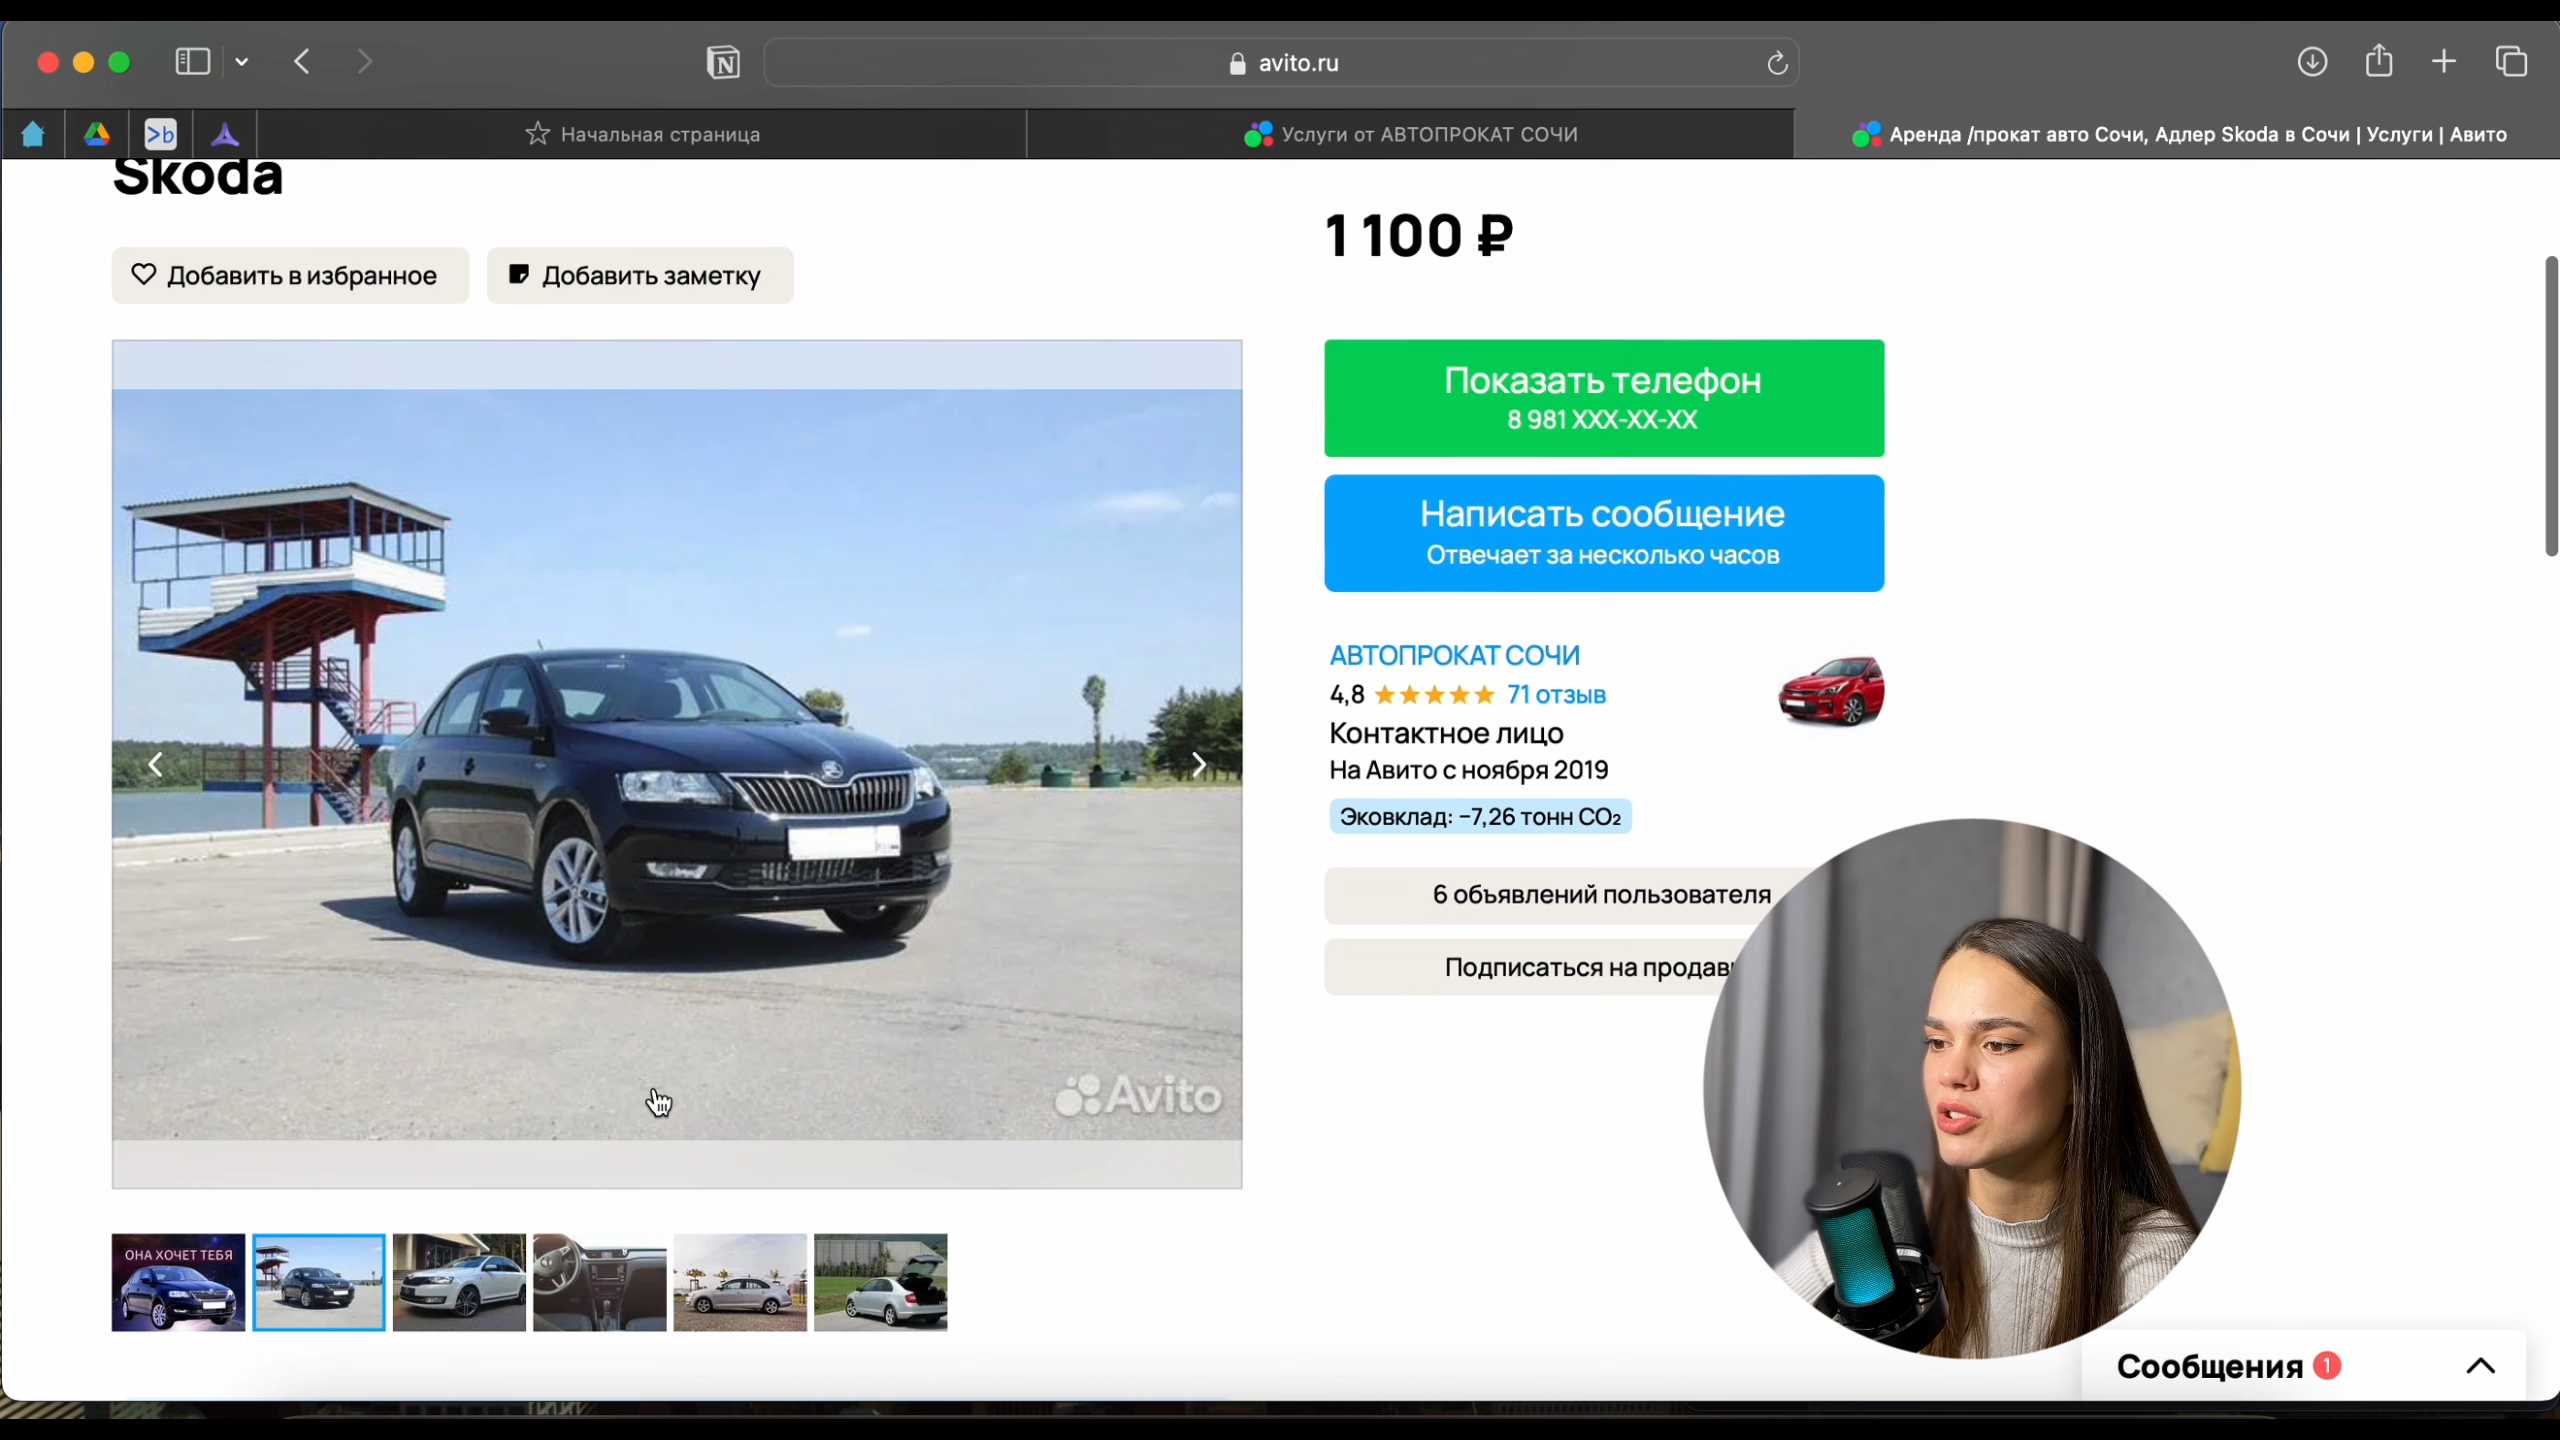 avito.ru
Начальная страница
Услуги от АВТОПРОКАТ СОЧИ
Аренда /прокат авто Сочи, Адлер Skoda в Сочи | Услуги | Авито
Skoda
1 100 ₽
Добавить в избранное
Добавить заметку
Показать телефон
8 981 XXX-XX-XX
Написать сообщение
Отвечает за несколько часов
АВТОПРОКАТ СОЧИ
4,8 ★★★★★ 71 отзыв
Контактное лицо
На Авито с ноября 2019
Эковклад: −7,26 тонн CO₂
6 объявлений пользователя
Подписаться на продав
Avito
ОНА ХОЧЕТ ТЕБЯ
Сообщения 1